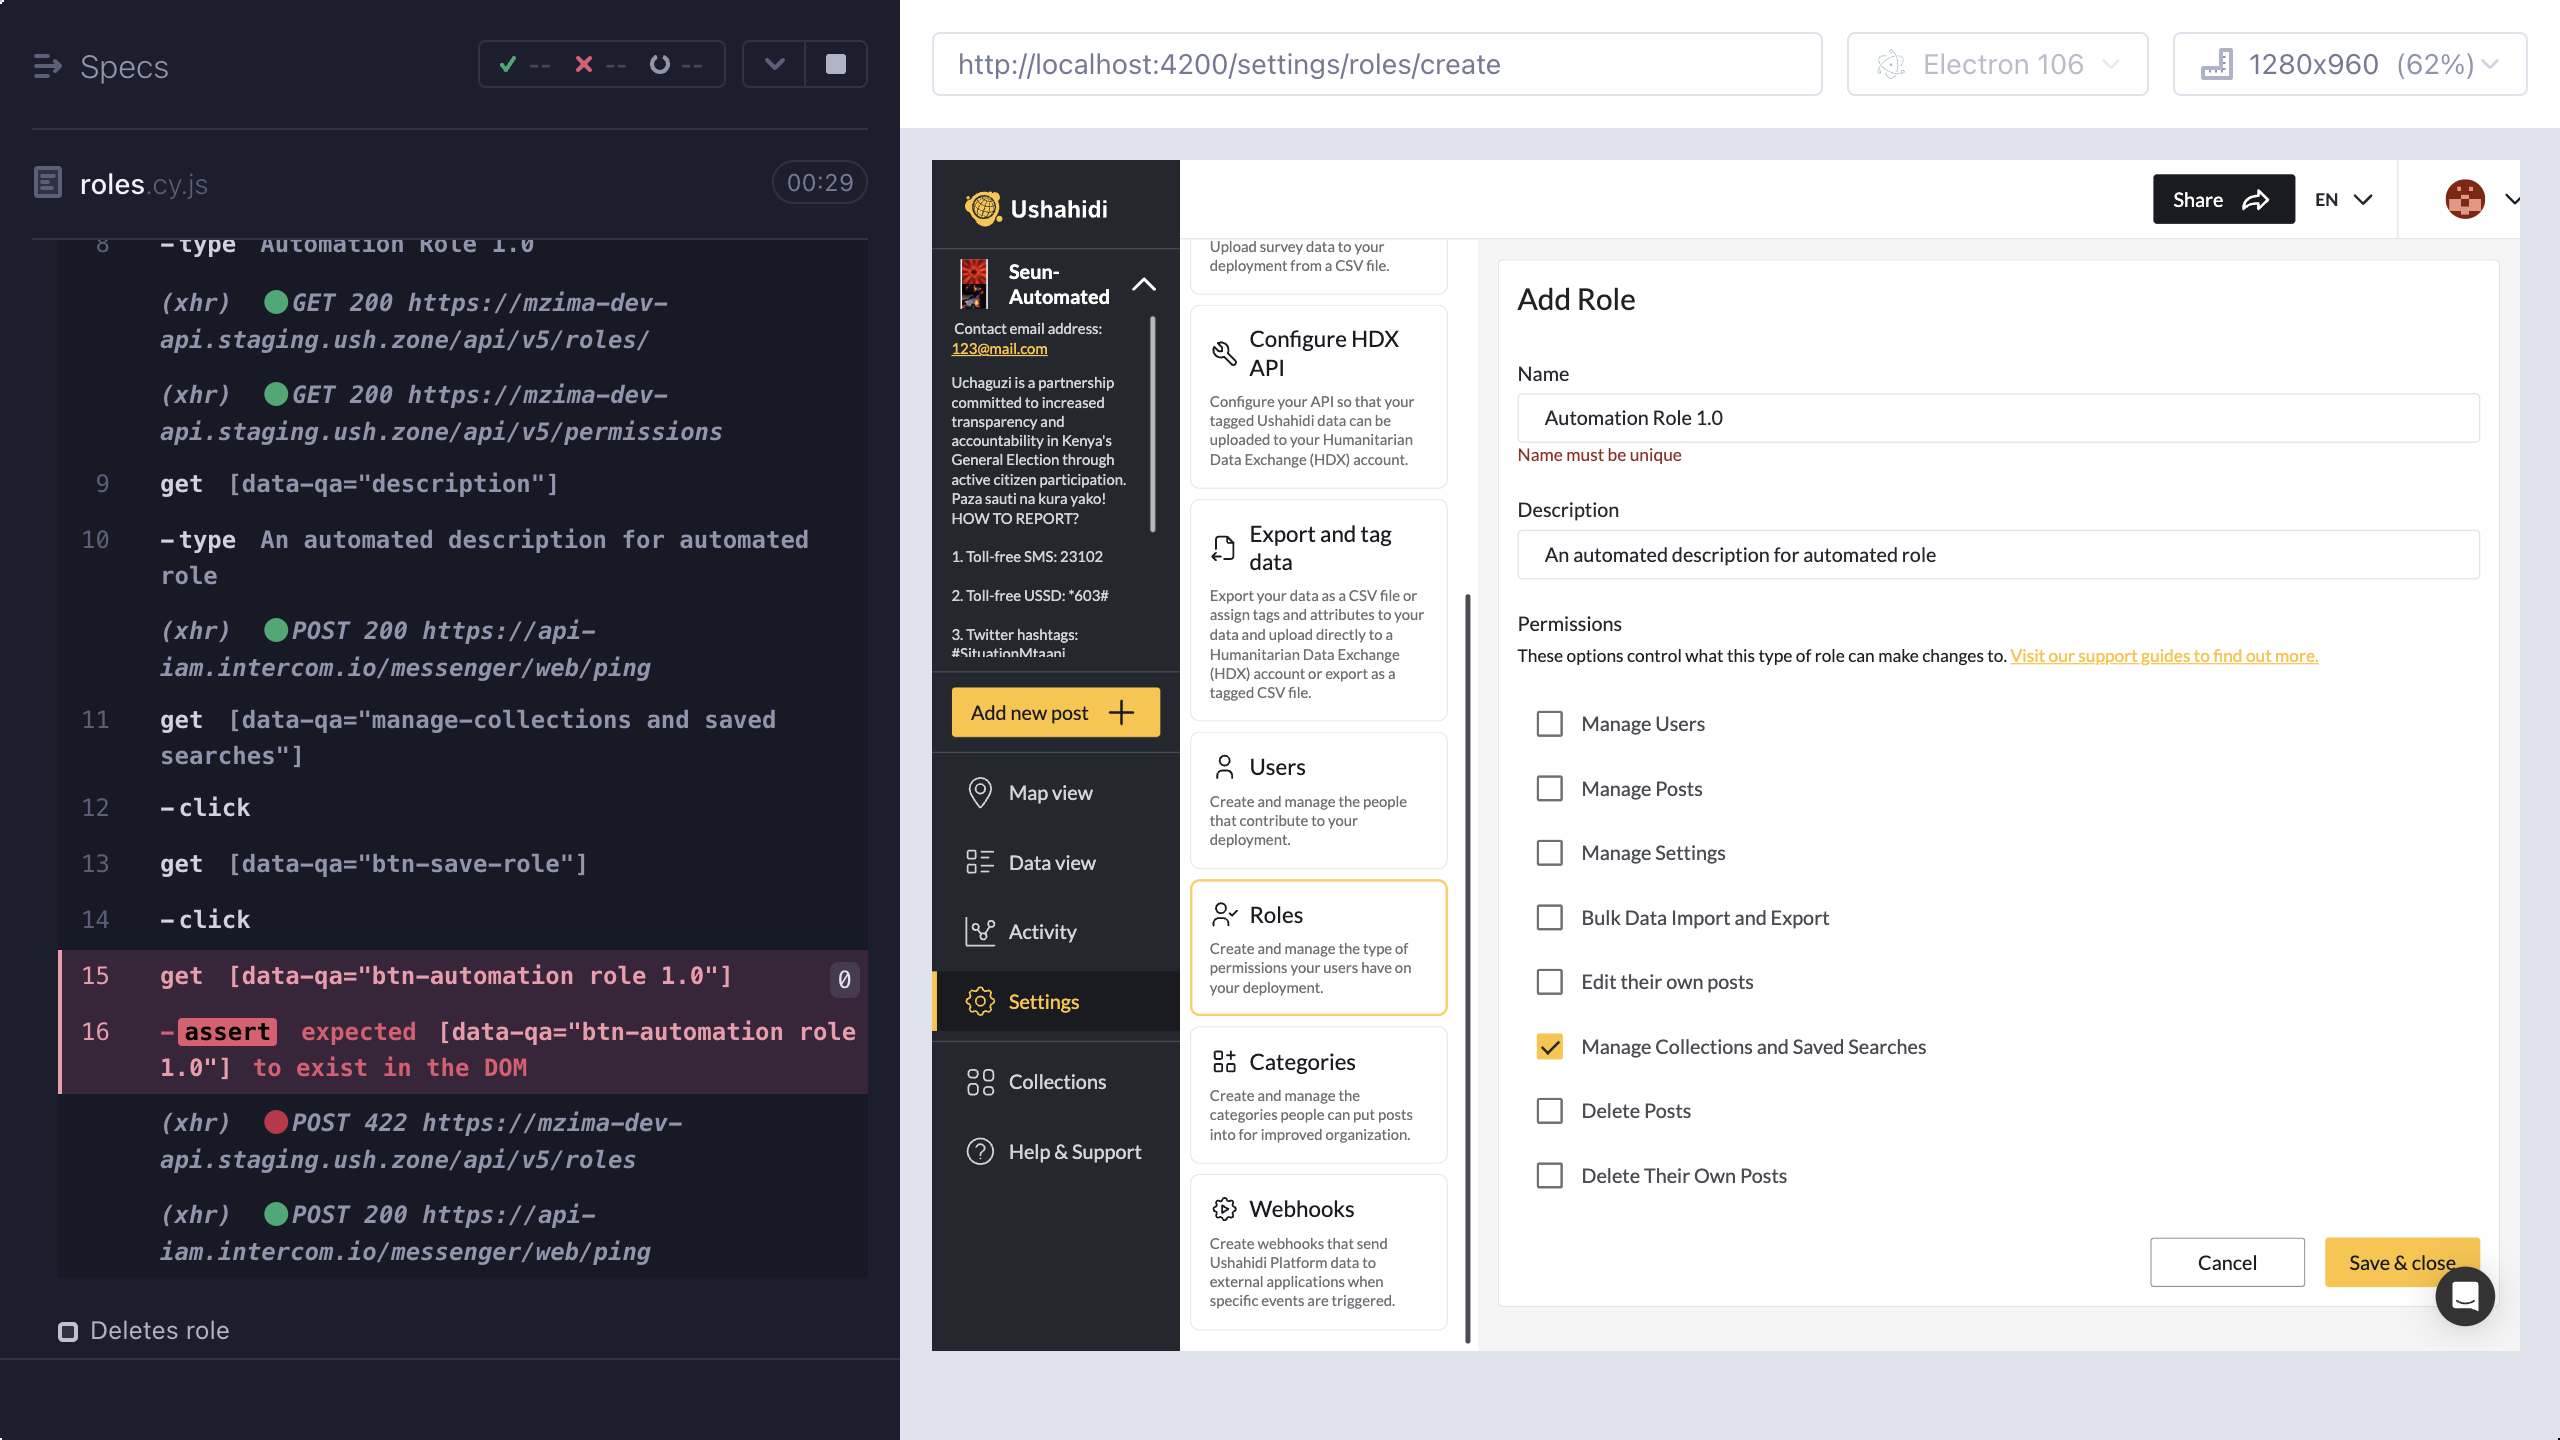 Specs
-- -- --
roles.cy.js
00:29
8 -type Automation Role 1.0
(xhr) GET 200 https://mzima-dev-
api.staging.ush.zone/api/v5/roles/
(xhr) GET 200 https://mzima-dev-
api.staging.ush.zone/api/v5/permissions
9 get [data-qa="description"]
10 -type An automated description for automated
role
(xhr) POST 200 https://api-
iam.intercom.io/messenger/web/ping
11 get [data-qa="manage-collections and saved
searches"]
12 -click
13 get [data-qa="btn-save-role"]
14 -click
15 get [data-qa="btn-automation role 1.0"] 0
16 -assert expected [data-qa="btn-automation role
1.0"] to exist in the DOM
(xhr) POST 422 https://mzima-dev-
api.staging.ush.zone/api/v5/roles
(xhr) POST 200 https://api-
iam.intercom.io/messenger/web/ping
Deletes role
http://localhost:4200/settings/roles/create
Electron 106
1280x960 (62%)
Ushahidi
Seun-
Automated
Contact email address:
123@mail.com
Uchaguzi is a partnership
committed to increased
transparency and
accountability in Kenya's
General Election through
active citizen participation.
Paza sauti na kura yako!
HOW TO REPORT?
1. Toll-free SMS: 23102
2. Toll-free USSD: *603#
3. Twitter hashtags:
#SituationMtaani
Add new post
Map view
Data view
Activity
Settings
Collections
Help & Support
Share
EN
Upload survey data to your
deployment from a CSV file.
Configure HDX
API
Configure your API so that your
tagged Ushahidi data can be
uploaded to your Humanitarian
Data Exchange (HDX) account.
Export and tag
data
Export your data as a CSV file or
assign tags and attributes to your
data and upload directly to a
Humanitarian Data Exchange
(HDX) account or export as a
tagged CSV file.
Users
Create and manage the people
that contribute to your
deployment.
Roles
Create and manage the type of
permissions your users have on
your deployment.
Categories
Create and manage the
categories people can put posts
into for improved organization.
Webhooks
Create webhooks that send
Ushahidi Platform data to
external applications when
specific events are triggered.
Add Role
Name
Automation Role 1.0
Name must be unique
Description
An automated description for automated role
Permissions
These options control what this type of role can make changes to. Visit our support guides to find out more.
Manage Users
Manage Posts
Manage Settings
Bulk Data Import and Export
Edit their own posts
Manage Collections and Saved Searches
Delete Posts
Delete Their Own Posts
Cancel
Save & close